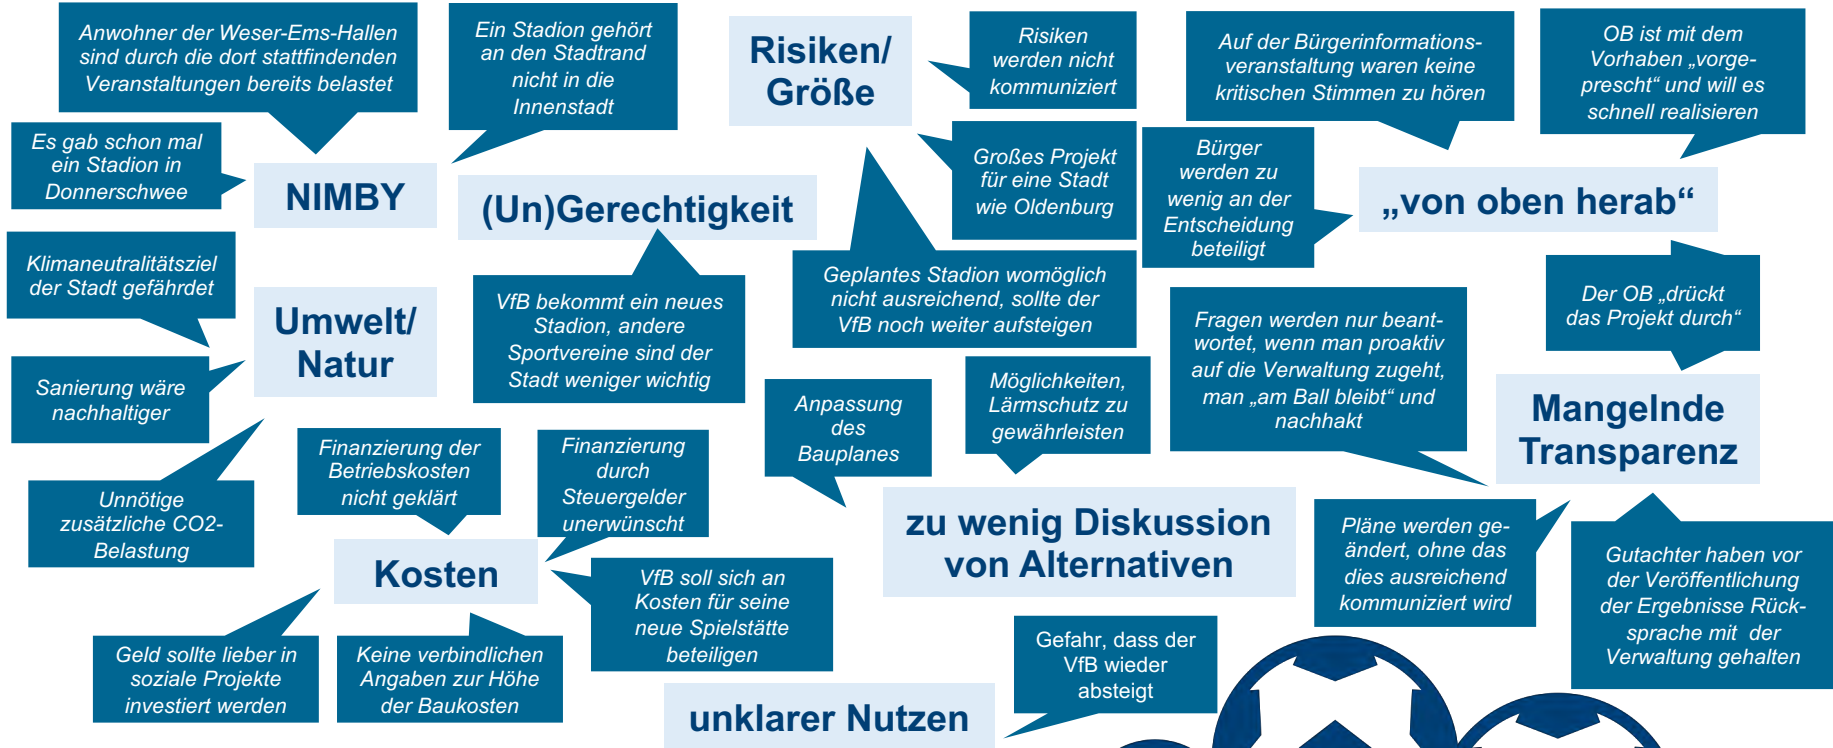 Anwohner der Weser-Ems-Hallen
sind durch die dort stattfindenden
Veranstaltungen bereits belastet
Ein Stadion gehört
an den Stadtrand
nicht in die
Innenstadt
Es gab schon mal
ein Stadion in
Donnerschwee
NIMBY
(Un)Gerechtigkeit
VfB bekommt ein neues
Stadion, andere
Sportvereine sind der
Stadt weniger wichtig
Klimaneutralitätsziel
der Stadt gefährdet
Umwelt/
Natur
Sanierung wäre
nachhaltiger
Unnötige
zusätzliche CO2-
Belastung
Risiken/
Größe
Risiken
werden nicht
kommuniziert
Großes Projekt
für eine Stadt
wie Oldenburg
Geplantes Stadion womöglich
nicht ausreichend, sollte der
VfB noch weiter aufsteigen
Auf der Bürgerinformations-
veranstaltung waren keine
kritischen Stimmen zu hören
OB ist mit dem
Vorhaben „vorge-
prescht“ und will es
schnell realisieren
Bürger
werden zu
wenig an der
Entscheidung
beteiligt
„von oben herab“
Der OB „drückt
das Projekt durch“
Fragen werden nur beant-
wortet, wenn man proaktiv
auf die Verwaltung zugeht,
man „am Ball bleibt“ und
nachhakt
Mangelnde
Transparenz
Pläne werden ge-
ändert, ohne das
dies ausreichend
kommuniziert wird
Gutachter haben vor
der Veröffentlichung
der Ergebnisse Rück-
sprache mit der
Verwaltung gehalten
Anpassung
des
Bauplanes
Möglichkeiten,
Lärmschutz zu
gewährleisten
zu wenig Diskussion
von Alternativen
Finanzierung der
Betriebskosten
nicht geklärt
Finanzierung
durch
Steuergelder
unerwünscht
Kosten
Geld sollte lieber in
soziale Projekte
investiert werden
Keine verbindlichen
Angaben zur Höhe
der Baukosten
VfB soll sich an
Kosten für seine
neue Spielstätte
beteiligen
Gefahr, dass der
VfB wieder
absteigt
unklarer Nutzen